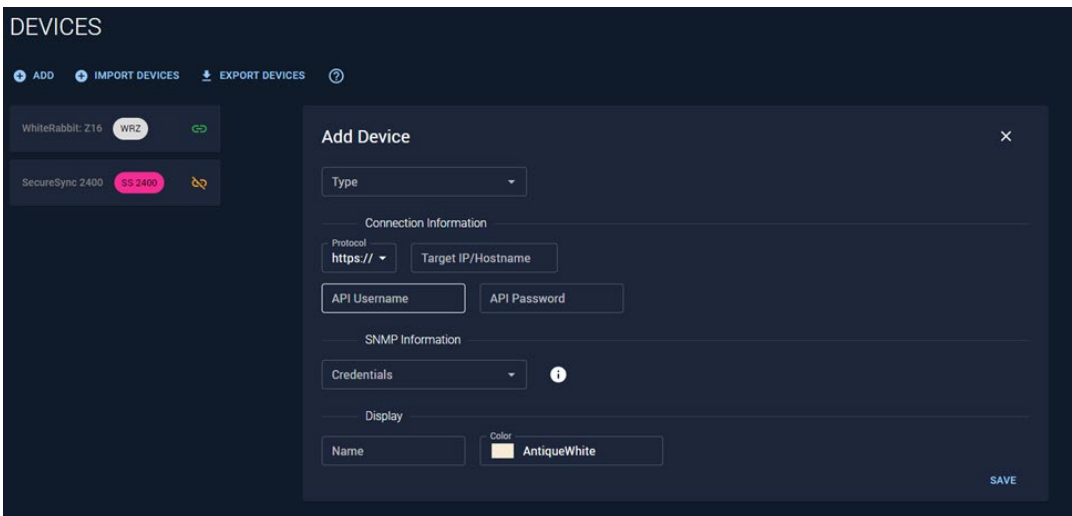 DEVICES
ADD IMPORT DEVICES EXPORT DEVICES
WhiteRabbit: Z16 WRZ
SecureSync 2400 SS 2400
Add Device
Type
Connection Information
Protocol
https:// Target IP/Hostname
API Username API Password
SNMP Information
Credentials
Display
Name Color AntiqueWhite
SAVE